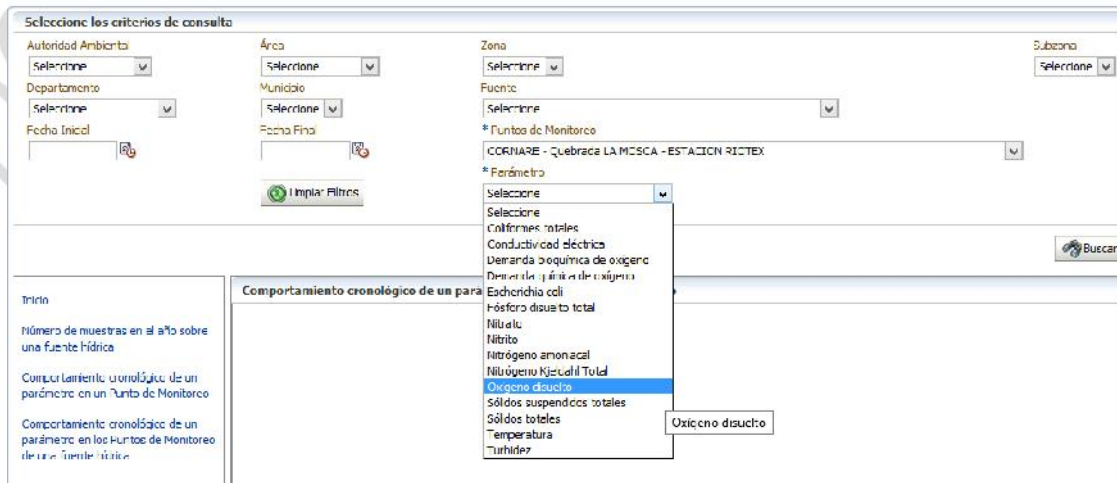 Seleccione los criterios de consulta
Autoridad Ambiental Área Zona Subzona
Seleccione Seleccione Seleccione Seleccione
Departamento Municipio Fuente
Seleccione Seleccione Seleccione
Fecha Inicial Fecha Final * Puntos de Monitoreo
CORNARE - Quebrada LA MOSCA - ESTACION RIOTEX
* Parámetro
Limpiar Filtros Seleccione
Seleccione
Coliformes totales
Conductividad eléctrica
Demanda bioquímica de oxígeno
Demanda química de oxígeno
Escherichia coli
Fósforo disuelto total
Nitrato
Nitrito
Nitrógeno amoniacal
Nitrógeno Kjeldahl Total
Oxígeno disuelto
Sólidos suspendidos totales
Sólidos totales
Temperatura
Turbidez
Oxígeno disuelto
Buscar
Inicio
Número de muestras en el año sobre
una fuente hídrica
Comportamiento cronológico de un
parámetro en un Punto de Monitoreo
Comportamiento cronológico de un
parámetro en los Puntos de Monitoreo
de una fuente hídrica
Comportamiento cronológico de un para